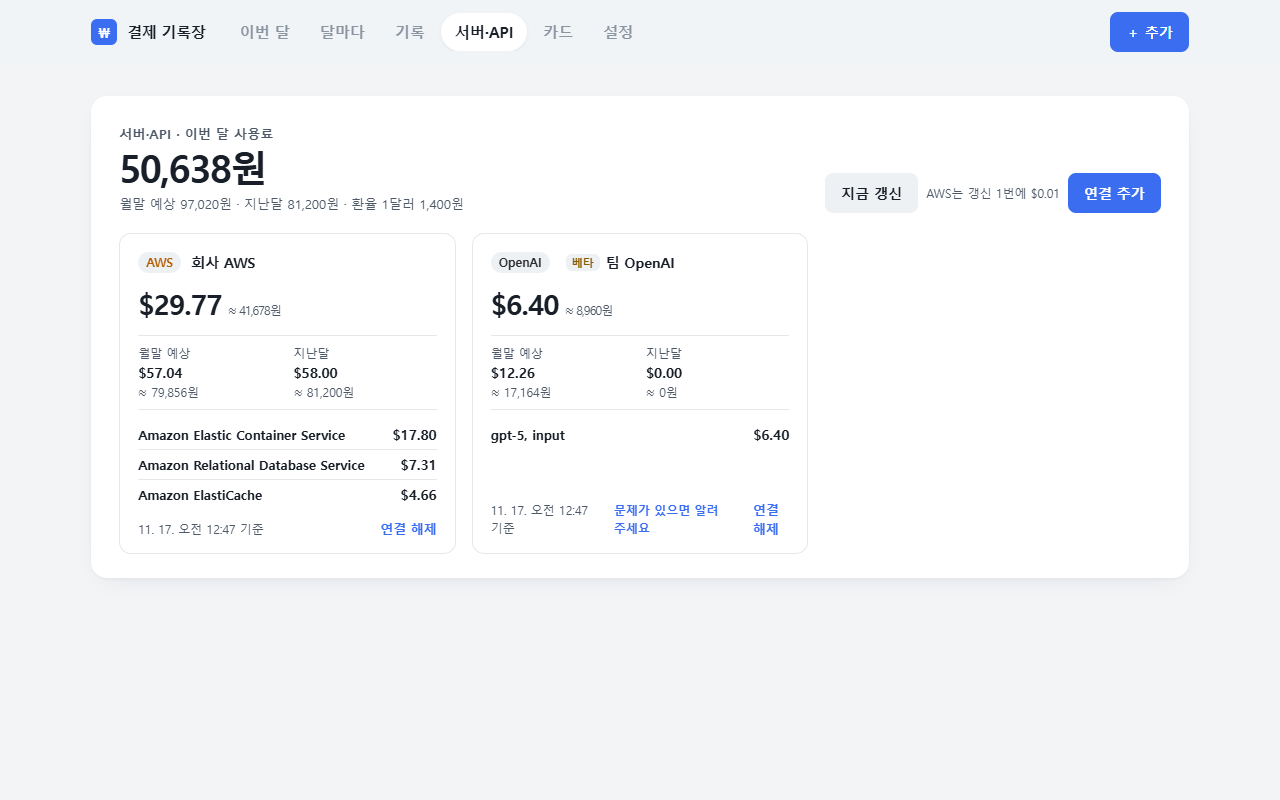 ₩ 결제 기록장 이번 달 달마다 기록 서버·API 카드 설정 + 추가
서버·API · 이번 달 사용료
50,638원
월말 예상 97,020원 · 지난달 81,200원 · 환율 1달러 1,400원
지금 갱신 AWS는 갱신 1번에 $0.01 연결 추가
AWS 회사 AWS
$29.77 ≈ 41,678원
월말 예상 지난달
$57.04 $58.00
≈ 79,856원 ≈ 81,200원
Amazon Elastic Container Service $17.80
Amazon Relational Database Service $7.31
Amazon ElastiCache $4.66
11. 17. 오전 12:47 기준 연결 해제
OpenAI 베타 팀 OpenAI
$6.40 ≈ 8,960원
월말 예상 지난달
$12.26 $0.00
≈ 17,164원 ≈ 0원
gpt-5, input $6.40
11. 17. 오전 12:47 문제가 있으면 알려 연결
기준 주세요 해제